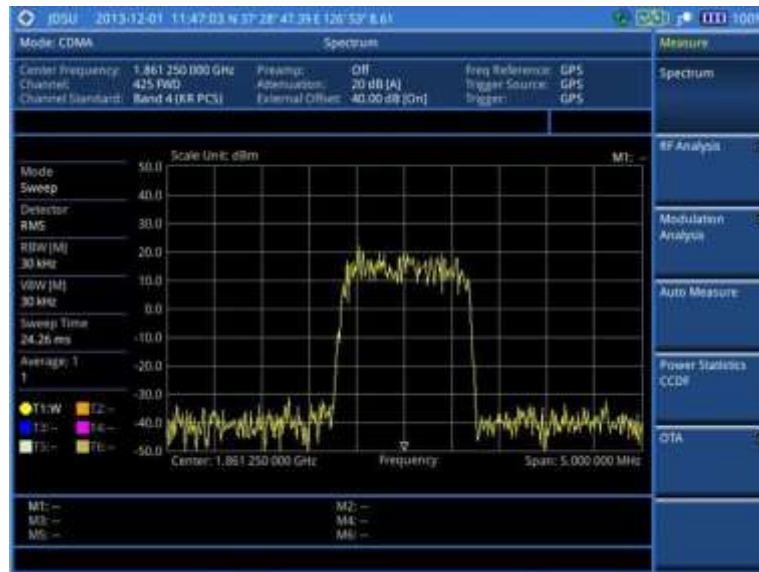 JDSU 2013-12-01 11:47:03 N 37° 28' 47.39 E 126° 53' 8.61 100%
Mode: CDMA Spectrum Measure
Center Frequency: 1.861 250 000 GHz Preamp: Off Freq Reference: GPS
Channel: 425 FWD Attenuation: 20 dB [A] Trigger Source: GPS
Channel Standard: Band 4 (KR PCS) External Offset: 40.00 dB [On] Trigger: GPS
Spectrum
RF Analysis
Modulation
Analysis
Auto Measure
Power Statistics
CCDF
OTA
Scale Unit: dBm M1: --
Mode
Sweep
Detector
RMS
RBW [M]
30 kHz
VBW [M]
30 kHz
Sweep Time
24.26 ms
Average: 1
1
T1:W T2:--
T3:-- T4:--
T5:-- T6:--
50.0
40.0
30.0
20.0
10.0
0.0
-10.0
-20.0
-30.0
-40.0
-50.0
Center: 1.861 250 000 GHz Frequency Span: 5.000 000 MHz
M1: -- M2: --
M3: -- M4: --
M5: -- M6: --